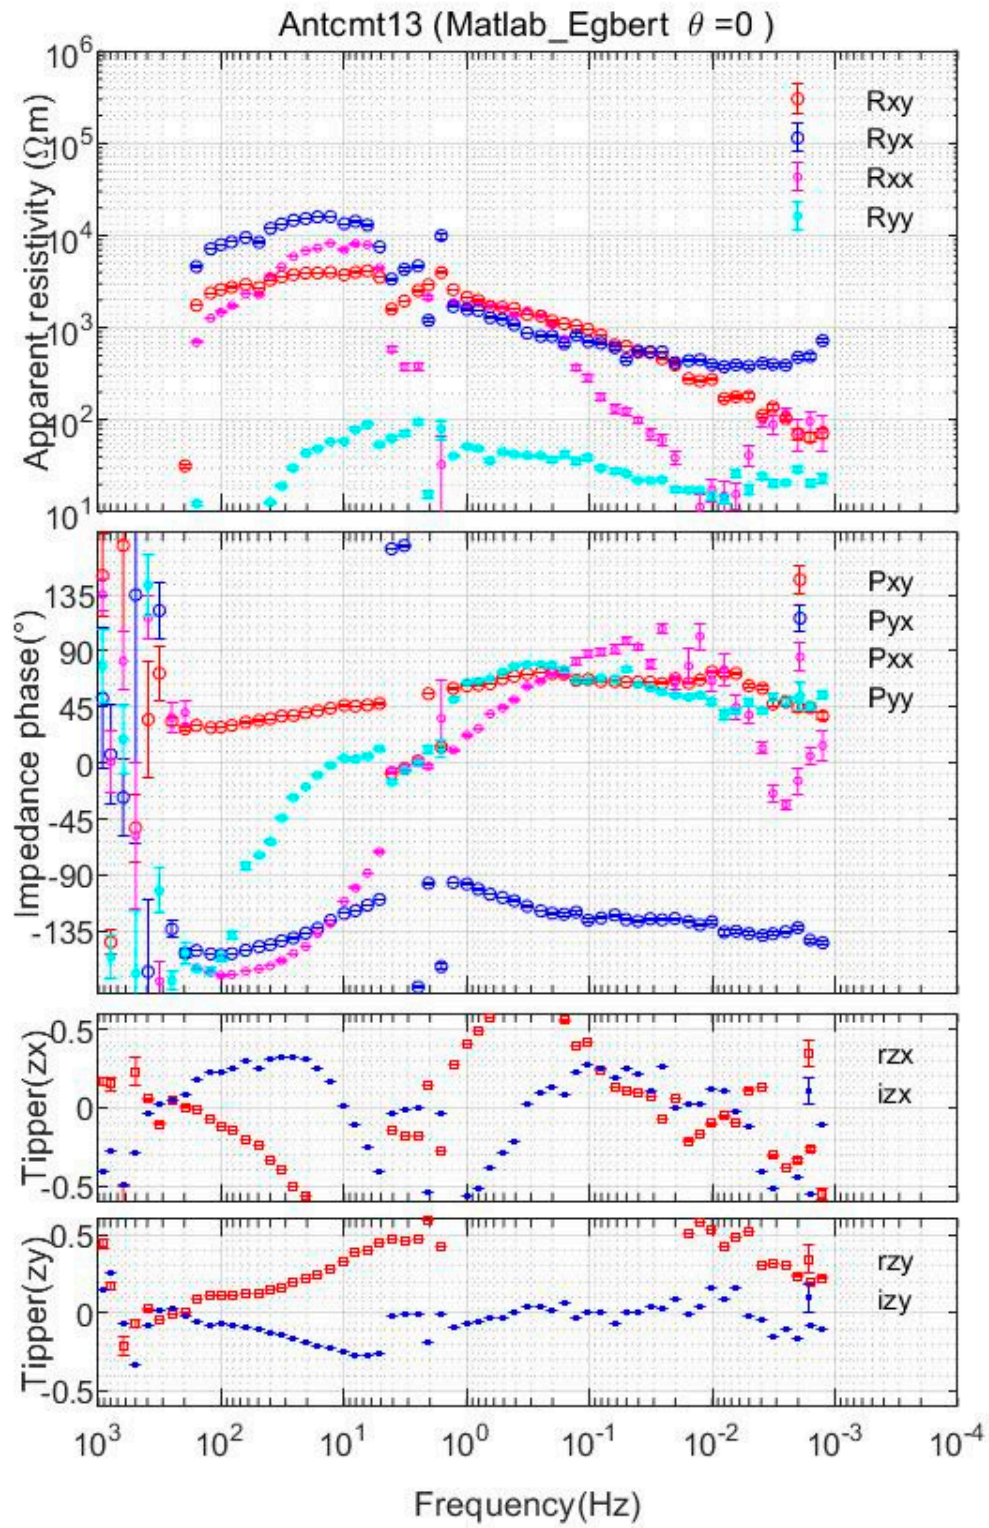 Antcmt13 (Matlab_Egbert θ =0 )
Apparent resistivity (Ωm)
10^6
10^5
10^4
10^3
10^2
10^1
Rxy
Ryx
Rxx
Ryy
Impedance phase(°)
135
90
45
0
-45
-90
-135
Pxy
Pyx
Pxx
Pyy
Tipper(zx)
0.5
0
-0.5
rzx
izx
Tipper(zy)
0.5
0
-0.5
rzy
izy
10^3 10^2 10^1 10^0 10^-1 10^-2 10^-3 10^-4
Frequency(Hz)